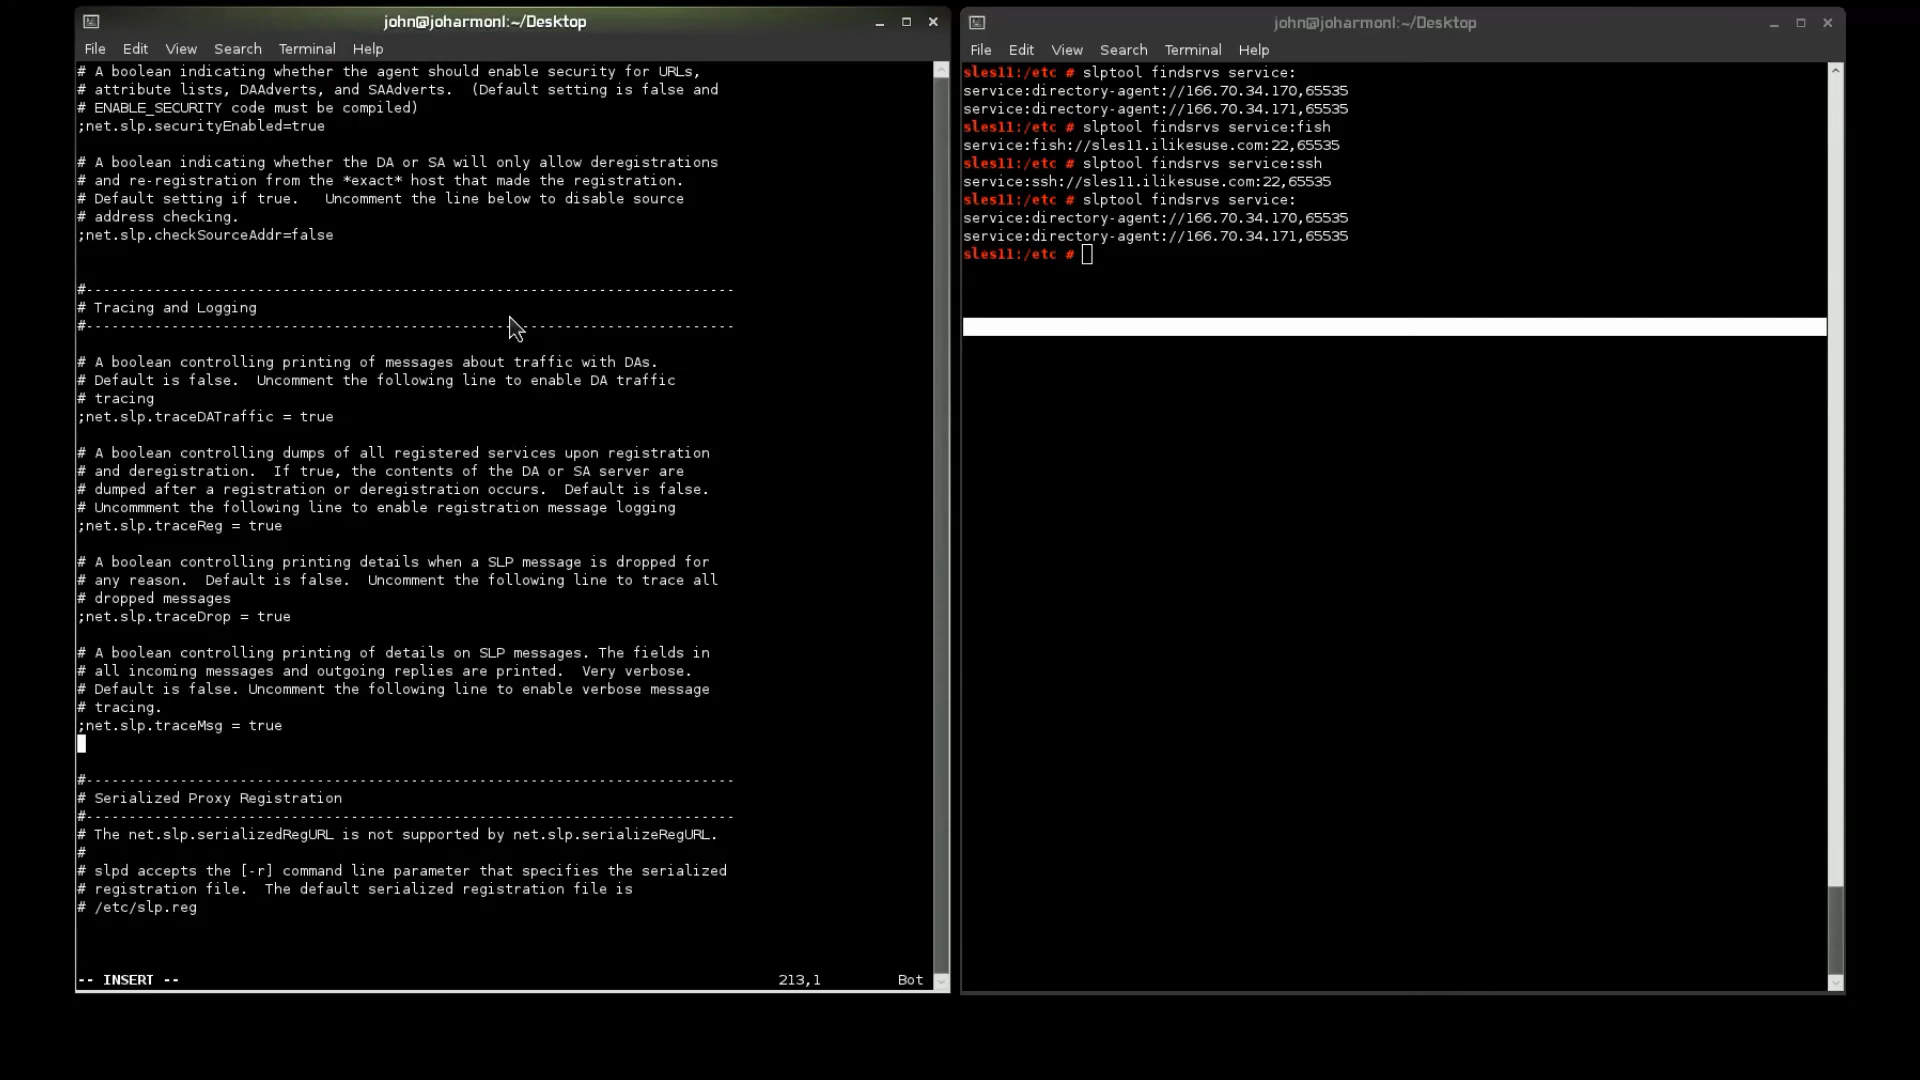 john@joharmonl:~/Desktop
File Edit View Search Terminal Help
# A boolean indicating whether the agent should enable security for URLs,
# attribute lists, DAAdverts, and SAAdverts.  (Default setting is false and
# ENABLE_SECURITY code must be compiled)
;net.slp.securityEnabled=true
# A boolean indicating whether the DA or SA will only allow deregistrations
# and re-registration from the *exact* host that made the registration.
# Default setting if true.   Uncomment the line below to disable source
# address checking.
;net.slp.checkSourceAddr=false
#----------------------------------------------------------------------------
# Tracing and Logging
#----------------------------------------------------------------------------
# A boolean controlling printing of messages about traffic with DAs.
# Default is false.  Uncomment the following line to enable DA traffic
# tracing
;net.slp.traceDATraffic = true
# A boolean controlling dumps of all registered services upon registration
# and deregistration.  If true, the contents of the DA or SA server are
# dumped after a registration or deregistration occurs.  Default is false.
# Uncommment the following line to enable registration message logging
;net.slp.traceReg = true
# A boolean controlling printing details when a SLP message is dropped for
# any reason.  Default is false.  Uncomment the following line to trace all
# dropped messages
;net.slp.traceDrop = true
# A boolean controlling printing of details on SLP messages. The fields in
# all incoming messages and outgoing replies are printed.  Very verbose.
# Default is false. Uncomment the following line to enable verbose message
# tracing.
;net.slp.traceMsg = true
#----------------------------------------------------------------------------
# Serialized Proxy Registration
#----------------------------------------------------------------------------
# The net.slp.serializedRegURL is not supported by net.slp.serializeRegURL.
#
# slpd accepts the [-r] command line parameter that specifies the serialized
# registration file.  The default serialized registration file is
# /etc/slp.reg
-- INSERT -- 213,1 Bot
john@joharmonl:~/Desktop
File Edit View Search Terminal Help
sles11:/etc # slptool findsrvs service:
service:directory-agent://166.70.34.170,65535
service:directory-agent://166.70.34.171,65535
sles11:/etc # slptool findsrvs service:fish
service:fish://sles11.ilikesuse.com:22,65535
sles11:/etc # slptool findsrvs service:ssh
service:ssh://sles11.ilikesuse.com:22,65535
sles11:/etc # slptool findsrvs service:
service:directory-agent://166.70.34.170,65535
service:directory-agent://166.70.34.171,65535
sles11:/etc #